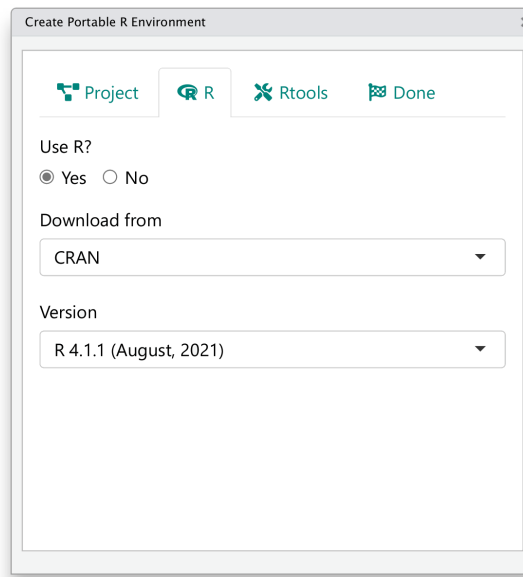 Create Portable R Environment
Project R Rtools Done
Use R?
Yes No
Download from
CRAN
Version
R 4.1.1 (August, 2021)